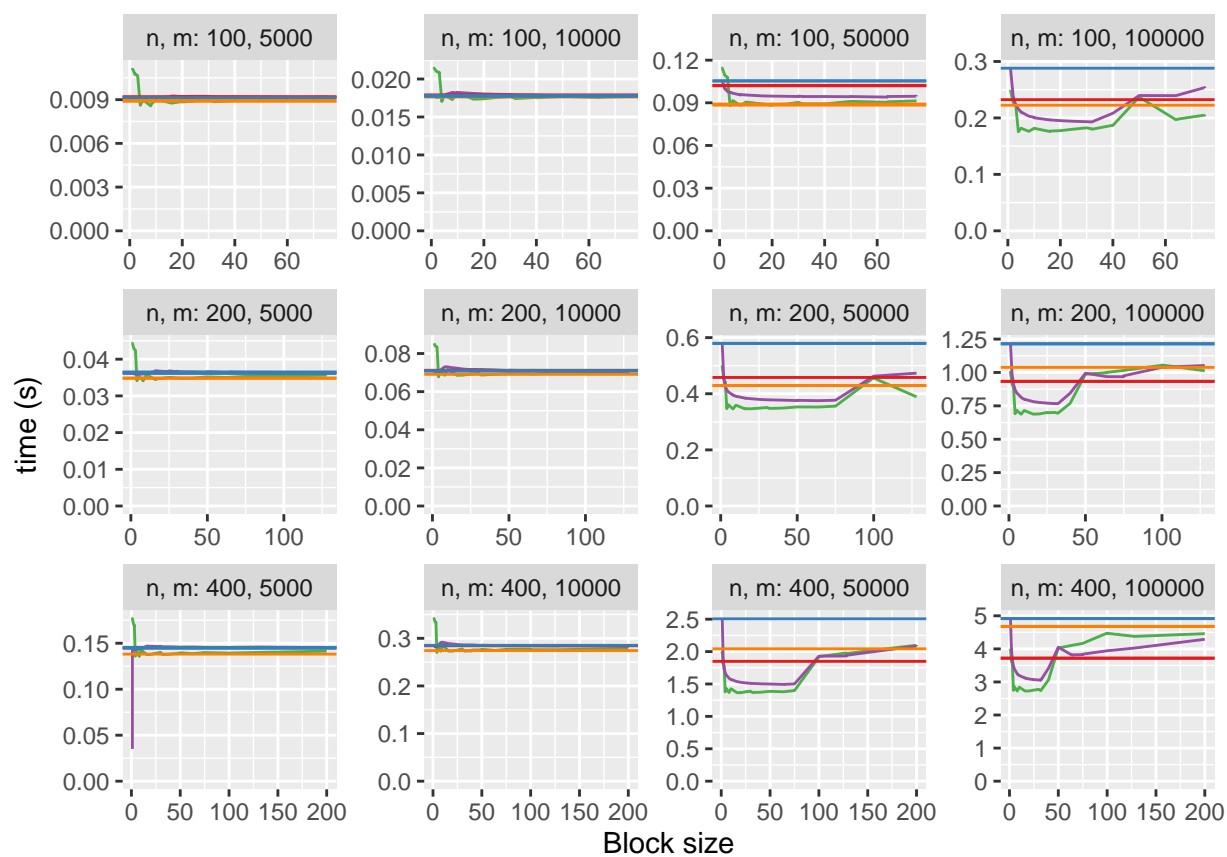 n, m: 100, 5000
n, m: 100, 10000
n, m: 100, 50000
n, m: 100, 100000
0.009
0.006
0.003
0.000
0 20 40 60
0.020
0.015
0.010
0.005
0.000
0 20 40 60
0.12
0.09
0.06
0.03
0.00
0 20 40 60
0.3
0.2
0.1
0.0
0 20 40 60
n, m: 200, 5000
n, m: 200, 10000
n, m: 200, 50000
n, m: 200, 100000
time (s)
0.04
0.03
0.02
0.01
0.00
0 50 100
0.08
0.06
0.04
0.02
0.00
0 50 100
0.6
0.4
0.2
0.0
0 50 100
1.25
1.00
0.75
0.50
0.25
0.00
0 50 100
n, m: 400, 5000
n, m: 400, 10000
n, m: 400, 50000
n, m: 400, 100000
0.15
0.10
0.05
0.00
0 50 100 150 200
0.3
0.2
0.1
0.0
0 50 100 150 200
2.5
2.0
1.5
1.0
0.5
0.0
0 50 100 150 200
5
4
3
2
1
0
0 50 100 150 200
Block size